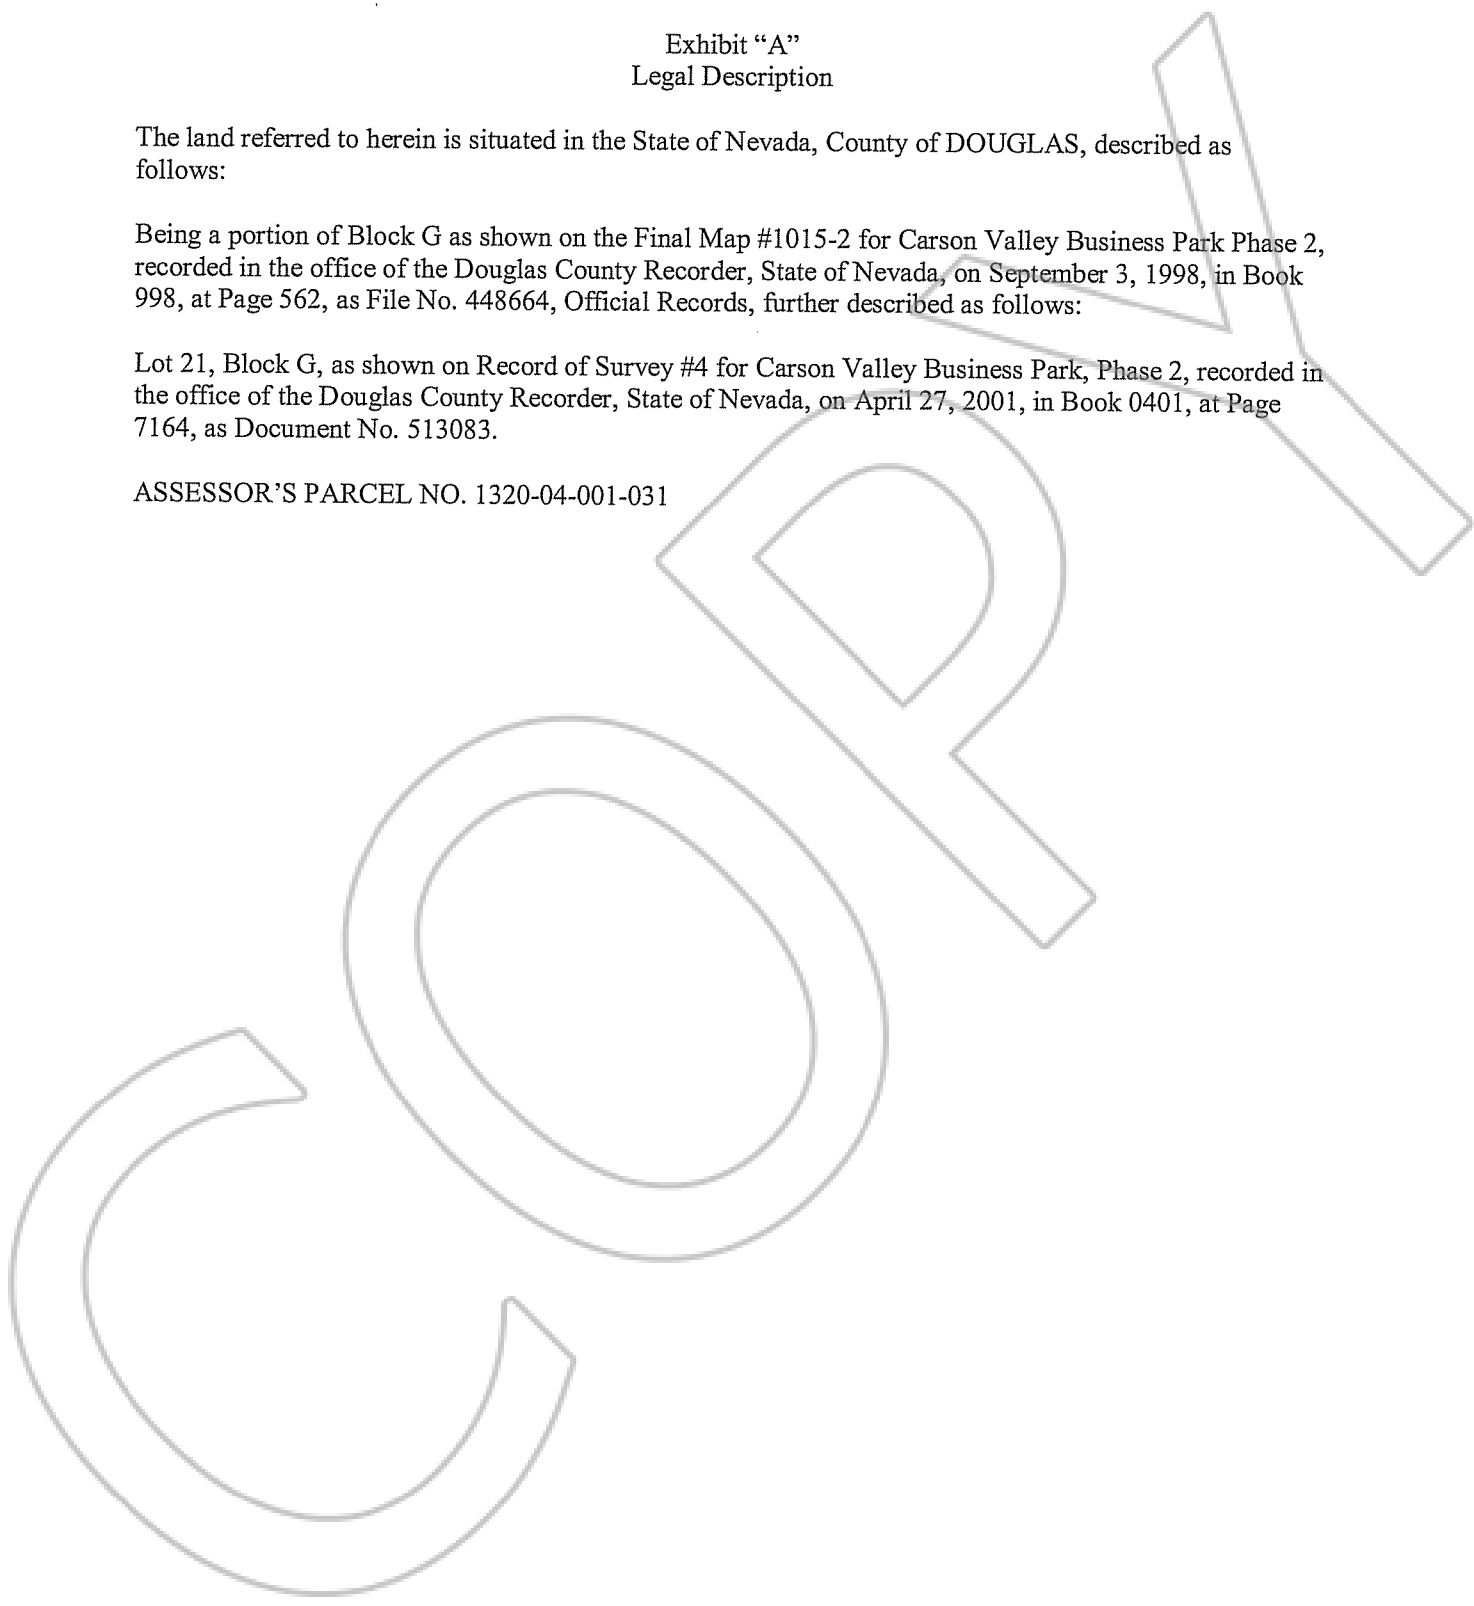 Exhibit “A”
Legal Description
The land referred to herein is situated in the State of Nevada, County of DOUGLAS, described as
follows:
Being a portion of Block G as shown on the Final Map #1015-2 for Carson Valley Business Park Phase 2,
recorded in the office of the Douglas County Recorder, State of Nevada, on September 3, 1998, in Book
998, at Page 562, as File No. 448664, Official Records, further described as follows:
Lot 21, Block G, as shown on Record of Survey #4 for Carson Valley Business Park, Phase 2, recorded in
the office of the Douglas County Recorder, State of Nevada, on April 27, 2001, in Book 0401, at Page
7164, as Document No. 513083.
ASSESSOR’S PARCEL NO. 1320-04-001-031
COPY